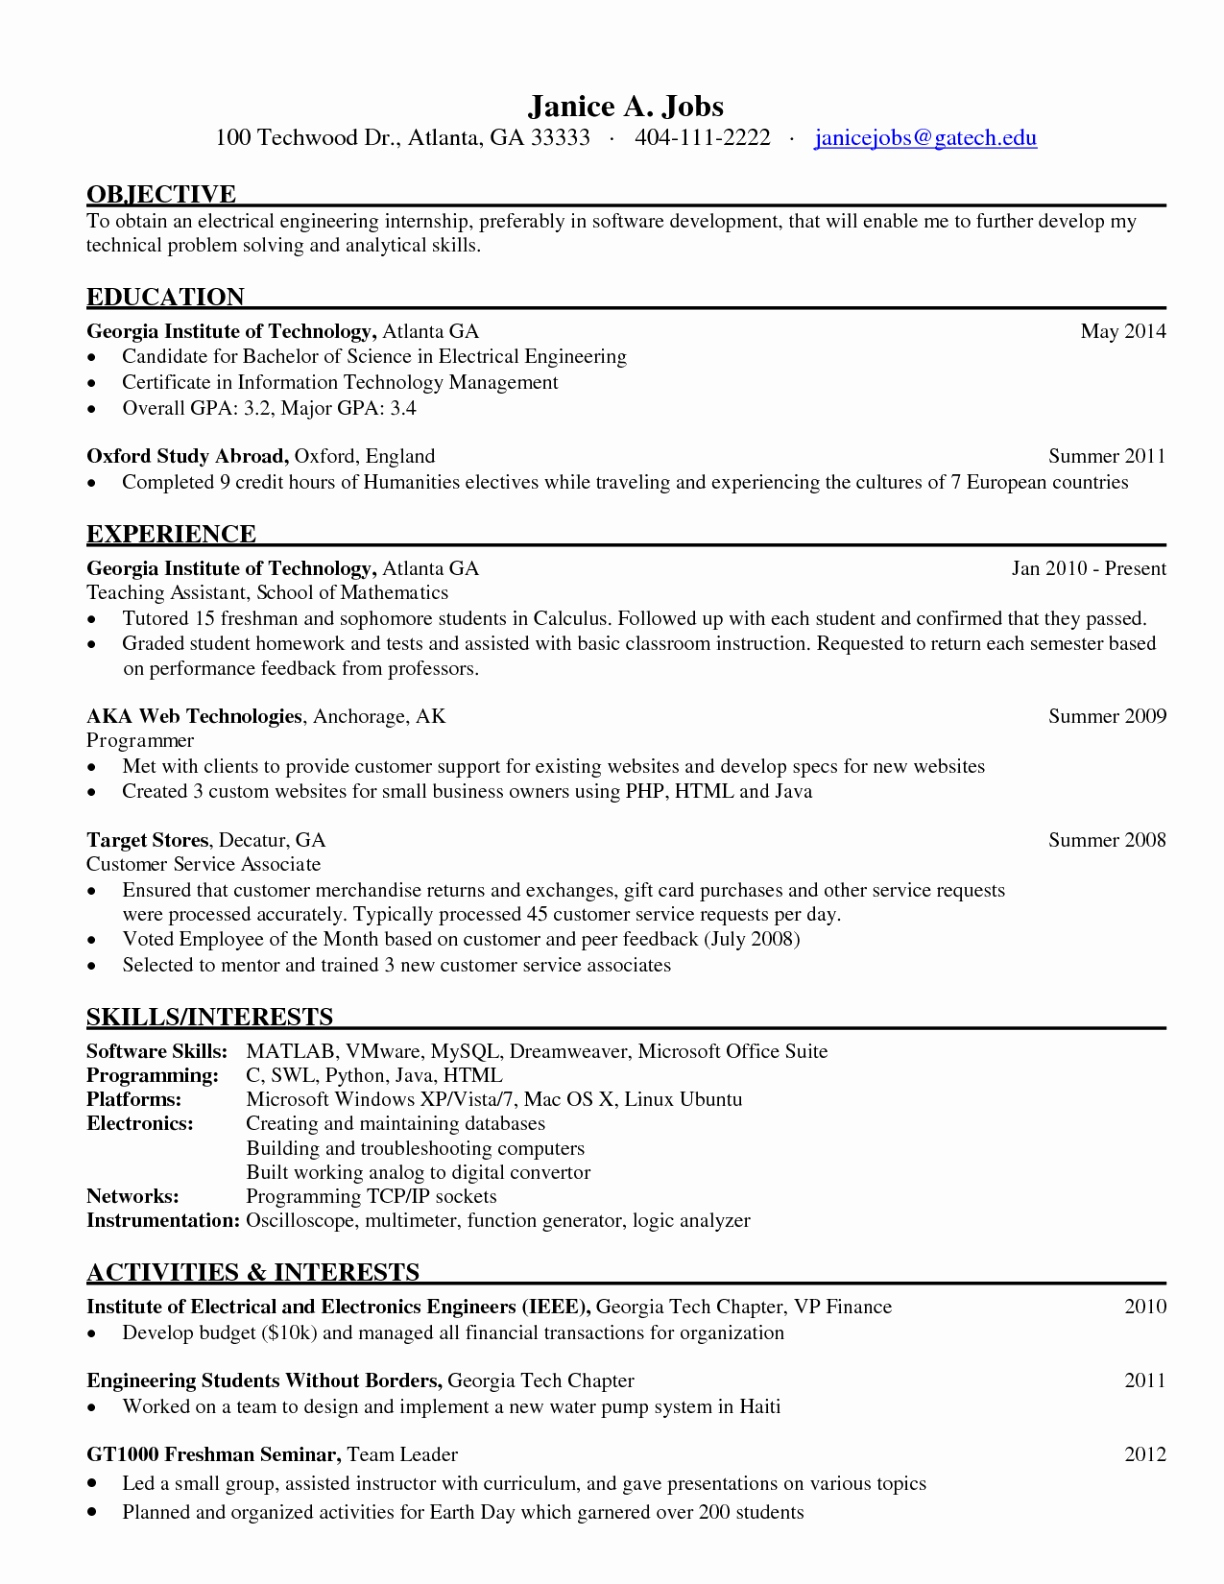 Janice A. Jobs
100 Techwood Dr., Atlanta, GA 33333 · 404-111-2222 · janicejobs@gatech.edu
OBJECTIVE
To obtain an electrical engineering internship, preferably in software development, that will enable me to further develop my
technical problem solving and analytical skills.
EDUCATION
Georgia Institute of Technology, Atlanta GA May 2014
• Candidate for Bachelor of Science in Electrical Engineering
• Certificate in Information Technology Management
• Overall GPA: 3.2, Major GPA: 3.4
Oxford Study Abroad, Oxford, England Summer 2011
• Completed 9 credit hours of Humanities electives while traveling and experiencing the cultures of 7 European countries
EXPERIENCE
Georgia Institute of Technology, Atlanta GA Jan 2010 - Present
Teaching Assistant, School of Mathematics
• Tutored 15 freshman and sophomore students in Calculus. Followed up with each student and confirmed that they passed.
• Graded student homework and tests and assisted with basic classroom instruction. Requested to return each semester based
on performance feedback from professors.
AKA Web Technologies, Anchorage, AK Summer 2009
Programmer
• Met with clients to provide customer support for existing websites and develop specs for new websites
• Created 3 custom websites for small business owners using PHP, HTML and Java
Target Stores, Decatur, GA Summer 2008
Customer Service Associate
• Ensured that customer merchandise returns and exchanges, gift card purchases and other service requests
were processed accurately. Typically processed 45 customer service requests per day.
• Voted Employee of the Month based on customer and peer feedback (July 2008)
• Selected to mentor and trained 3 new customer service associates
SKILLS/INTERESTS
Software Skills: MATLAB, VMware, MySQL, Dreamweaver, Microsoft Office Suite
Programming: C, SWL, Python, Java, HTML
Platforms: Microsoft Windows XP/Vista/7, Mac OS X, Linux Ubuntu
Electronics: Creating and maintaining databases
Building and troubleshooting computers
Built working analog to digital convertor
Networks: Programming TCP/IP sockets
Instrumentation: Oscilloscope, multimeter, function generator, logic analyzer
ACTIVITIES & INTERESTS
Institute of Electrical and Electronics Engineers (IEEE), Georgia Tech Chapter, VP Finance 2010
• Develop budget ($10k) and managed all financial transactions for organization
Engineering Students Without Borders, Georgia Tech Chapter 2011
• Worked on a team to design and implement a new water pump system in Haiti
GT1000 Freshman Seminar, Team Leader 2012
• Led a small group, assisted instructor with curriculum, and gave presentations on various topics
• Planned and organized activities for Earth Day which garnered over 200 students